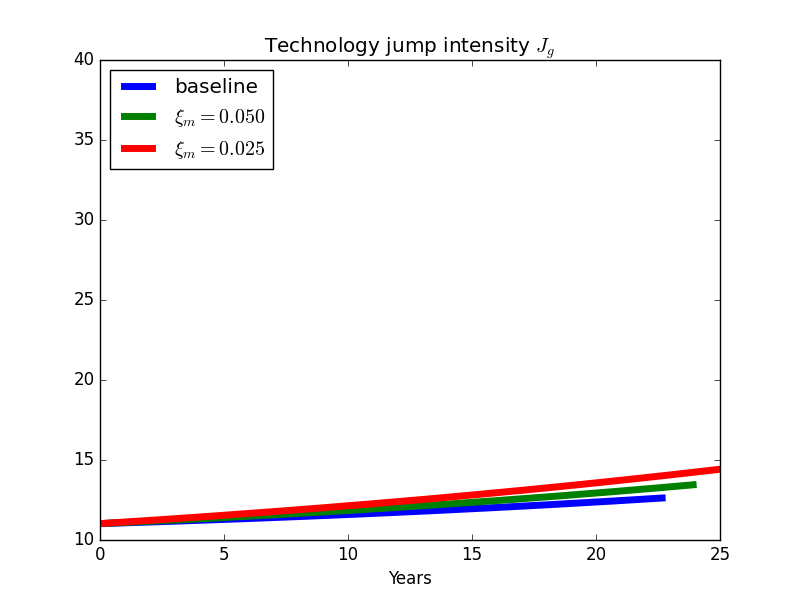 Technology jump intensity $J_g$
40
35
30
25
20
15
10
baseline
$\xi_m = 0.050$
$\xi_m = 0.025$
0 5 10 15 20 25
Years